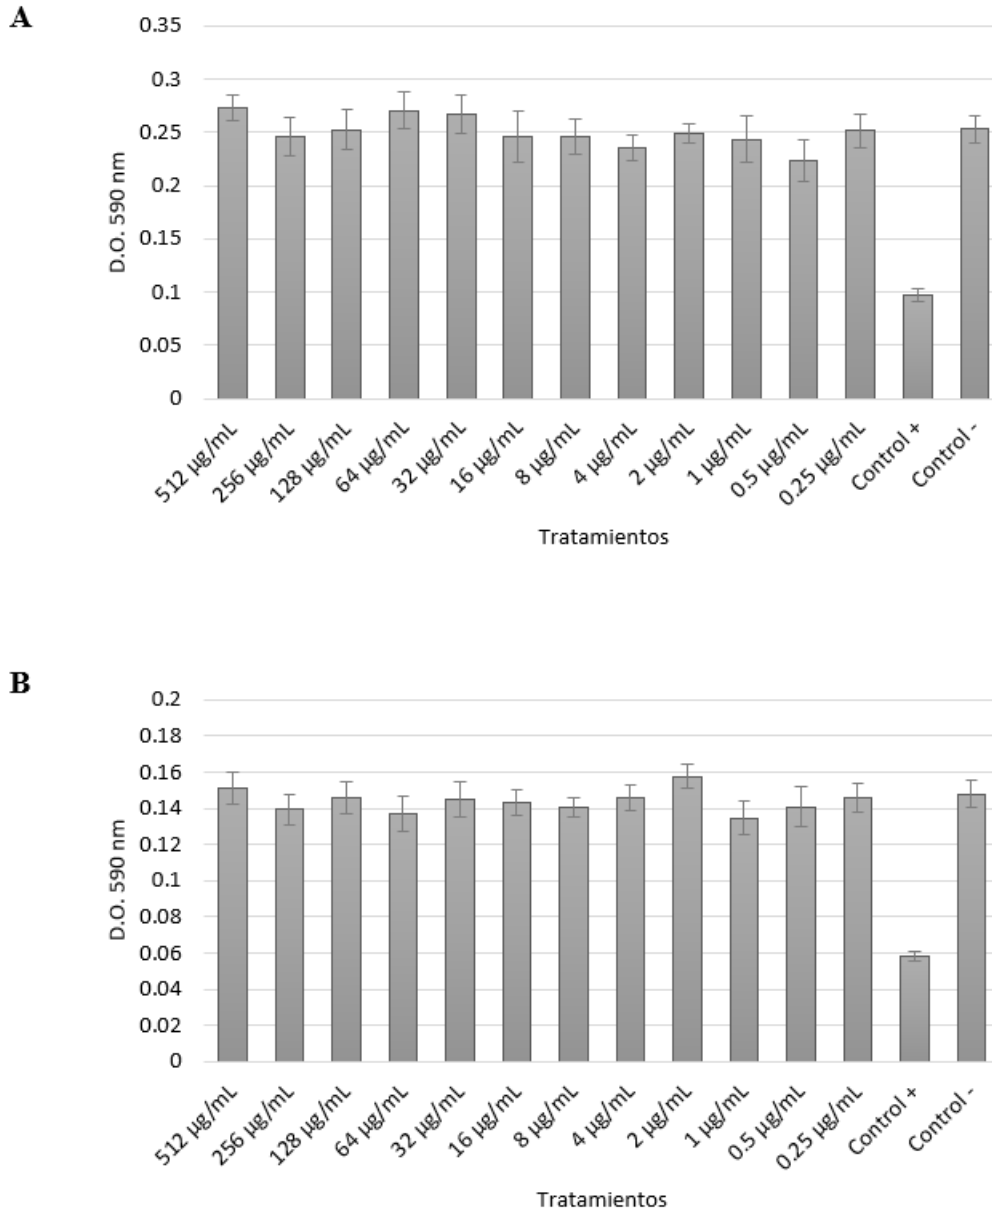 A
0.35
0.3
0.25
0.2
0.15
0.1
0.05
0
D.O. 590 nm
512 µg/mL
256 µg/mL
128 µg/mL
64 µg/mL
32 µg/mL
16 µg/mL
8 µg/mL
4 µg/mL
2 µg/mL
1 µg/mL
0.5 µg/mL
0.25 µg/mL
Control +
Control -
Tratamientos
B
0.2
0.18
0.16
0.14
0.12
0.1
0.08
0.06
0.04
0.02
0
D.O. 590 nm
512 µg/mL
256 µg/mL
128 µg/mL
64 µg/mL
32 µg/mL
16 µg/mL
8 µg/mL
4 µg/mL
2 µg/mL
1 µg/mL
0.5 µg/mL
0.25 µg/mL
Control +
Control -
Tratamientos